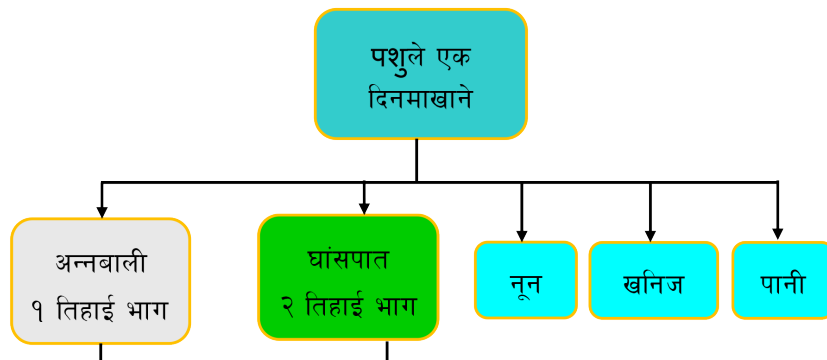 पशुले एक
दिनमाखाने
अन्नबाली
१ तिहाई भाग
घांसपात
२ तिहाई भाग
नून
खनिज
पानी